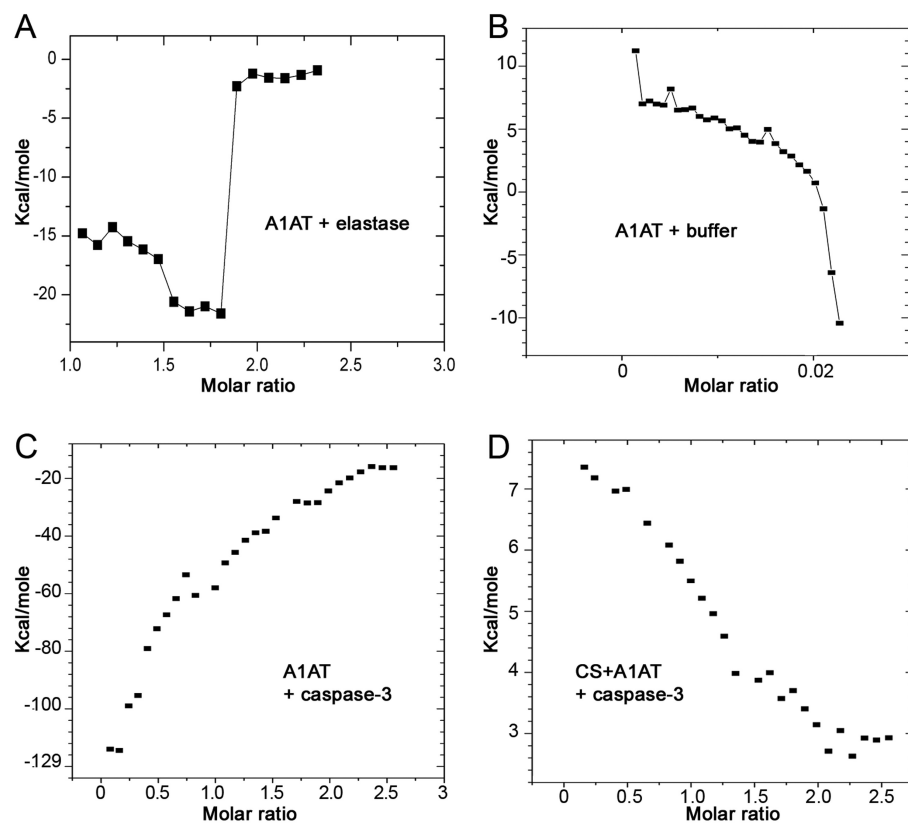 A
Kcal/mole
0
-5
-15
-20
A1AT + elastase
1.0
1.5
2.0
2.5
3.0
Molar ratio
B
Kcal/mole
10
5
0
-5
-10
A1AT + buffer
0
0.02
Molar ratio
C
Kcal/mole
-20
-40
-60
-80
-100
-129
A1AT
+ caspase-3
0
0.5
1.0
1.5
2.0
2.5
3
Molar ratio
D
Kcal/mole
7
6
5
4
3
CS+A1AT
+ caspase-3
0
0.5
1.0
1.5
2.0
2.5
Molar ratio